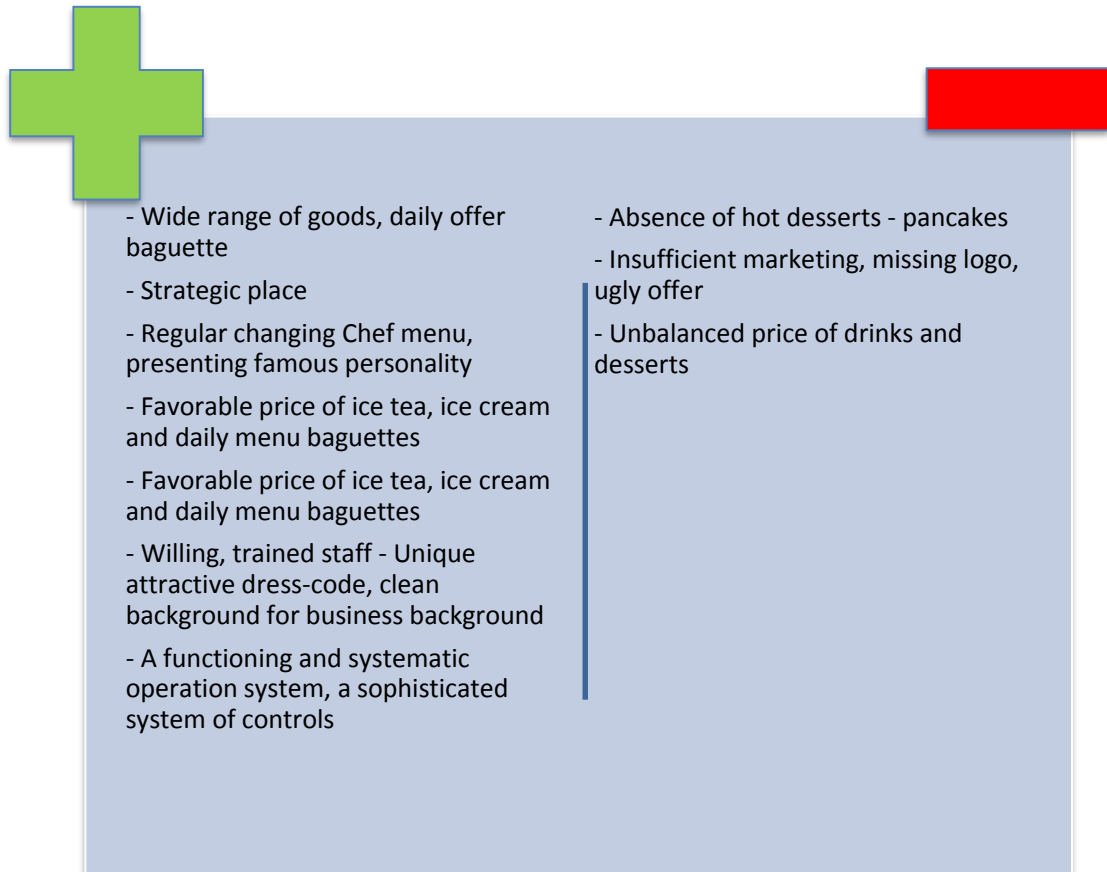 - Wide range of goods, daily offer
baguette
- Strategic place
- Regular changing Chef menu,
presenting famous personality
- Favorable price of ice tea, ice cream
and daily menu baguettes
- Favorable price of ice tea, ice cream
and daily menu baguettes
- Willing, trained staff - Unique
attractive dress-code, clean
background for business background
- A functioning and systematic
operation system, a sophisticated
system of controls
- Absence of hot desserts - pancakes
- Insufficient marketing, missing logo,
ugly offer
- Unbalanced price of drinks and
desserts